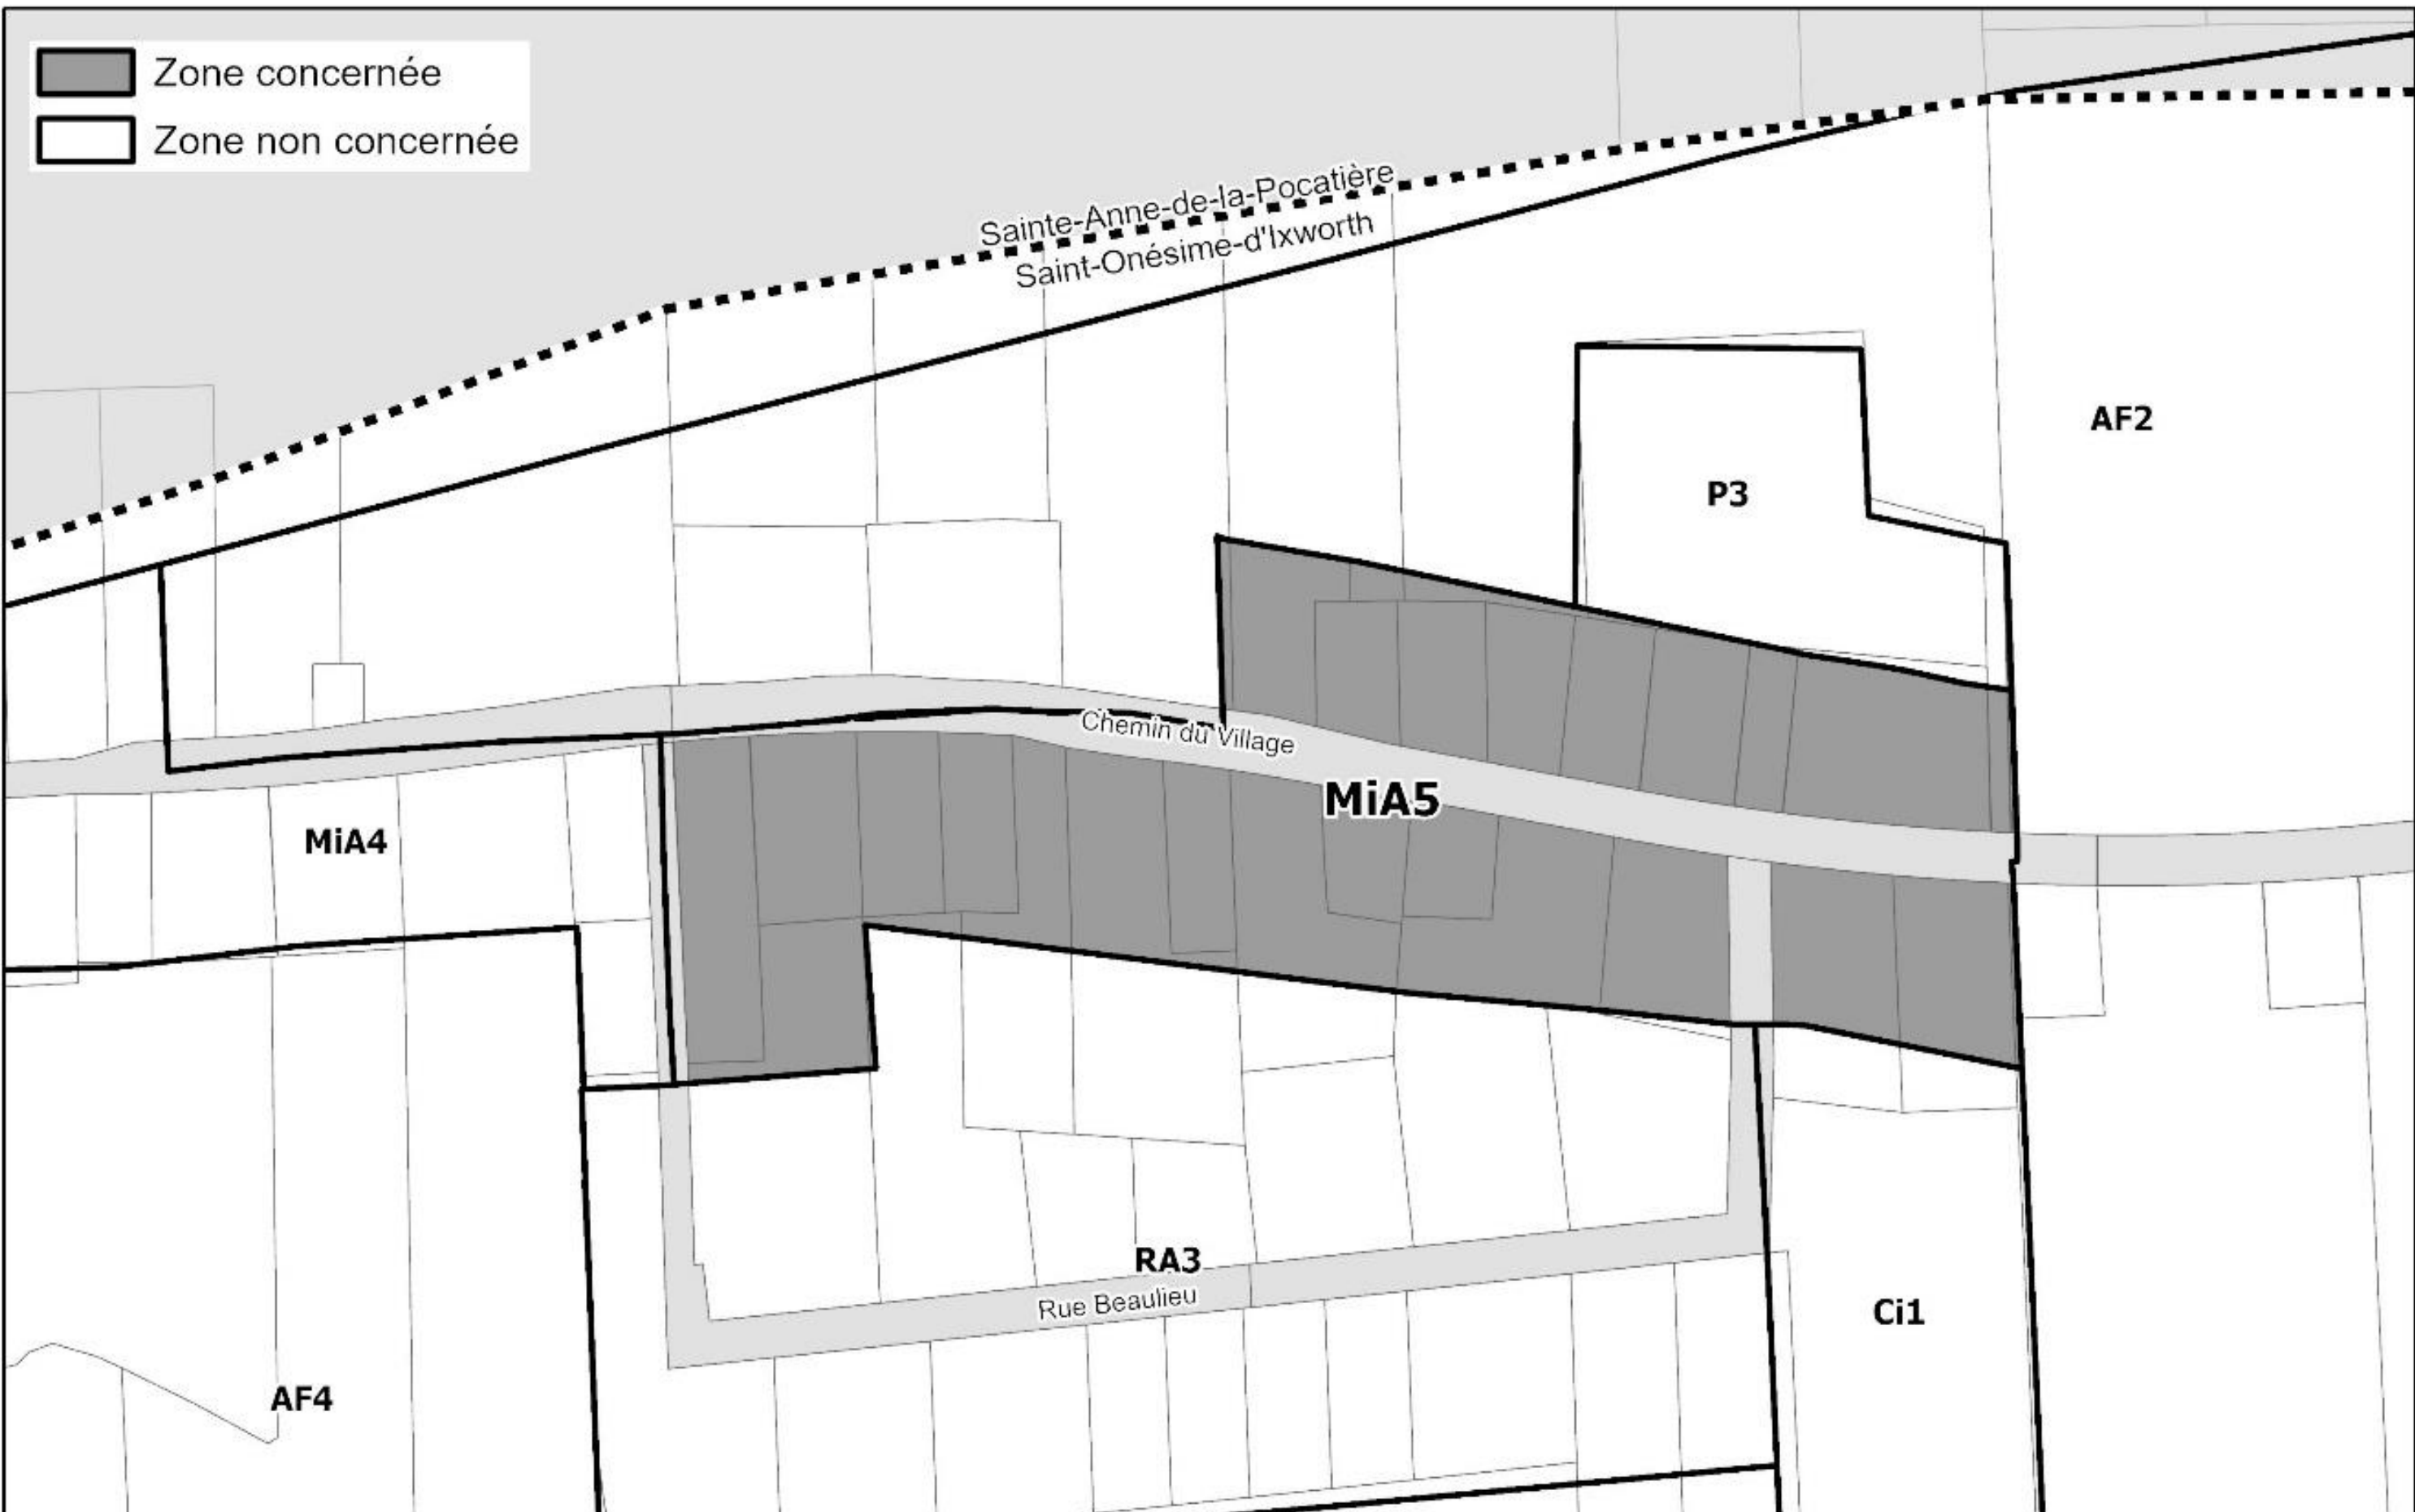 Zone concernée
Zone non concernée
Sainte-Anne-de-la-Pocatière
Saint-Onésime-d'Ixworth
AF2
P3
Chemin du Village
MiA5
MiA4
RA3
Rue Beaulieu
Ci1
AF4